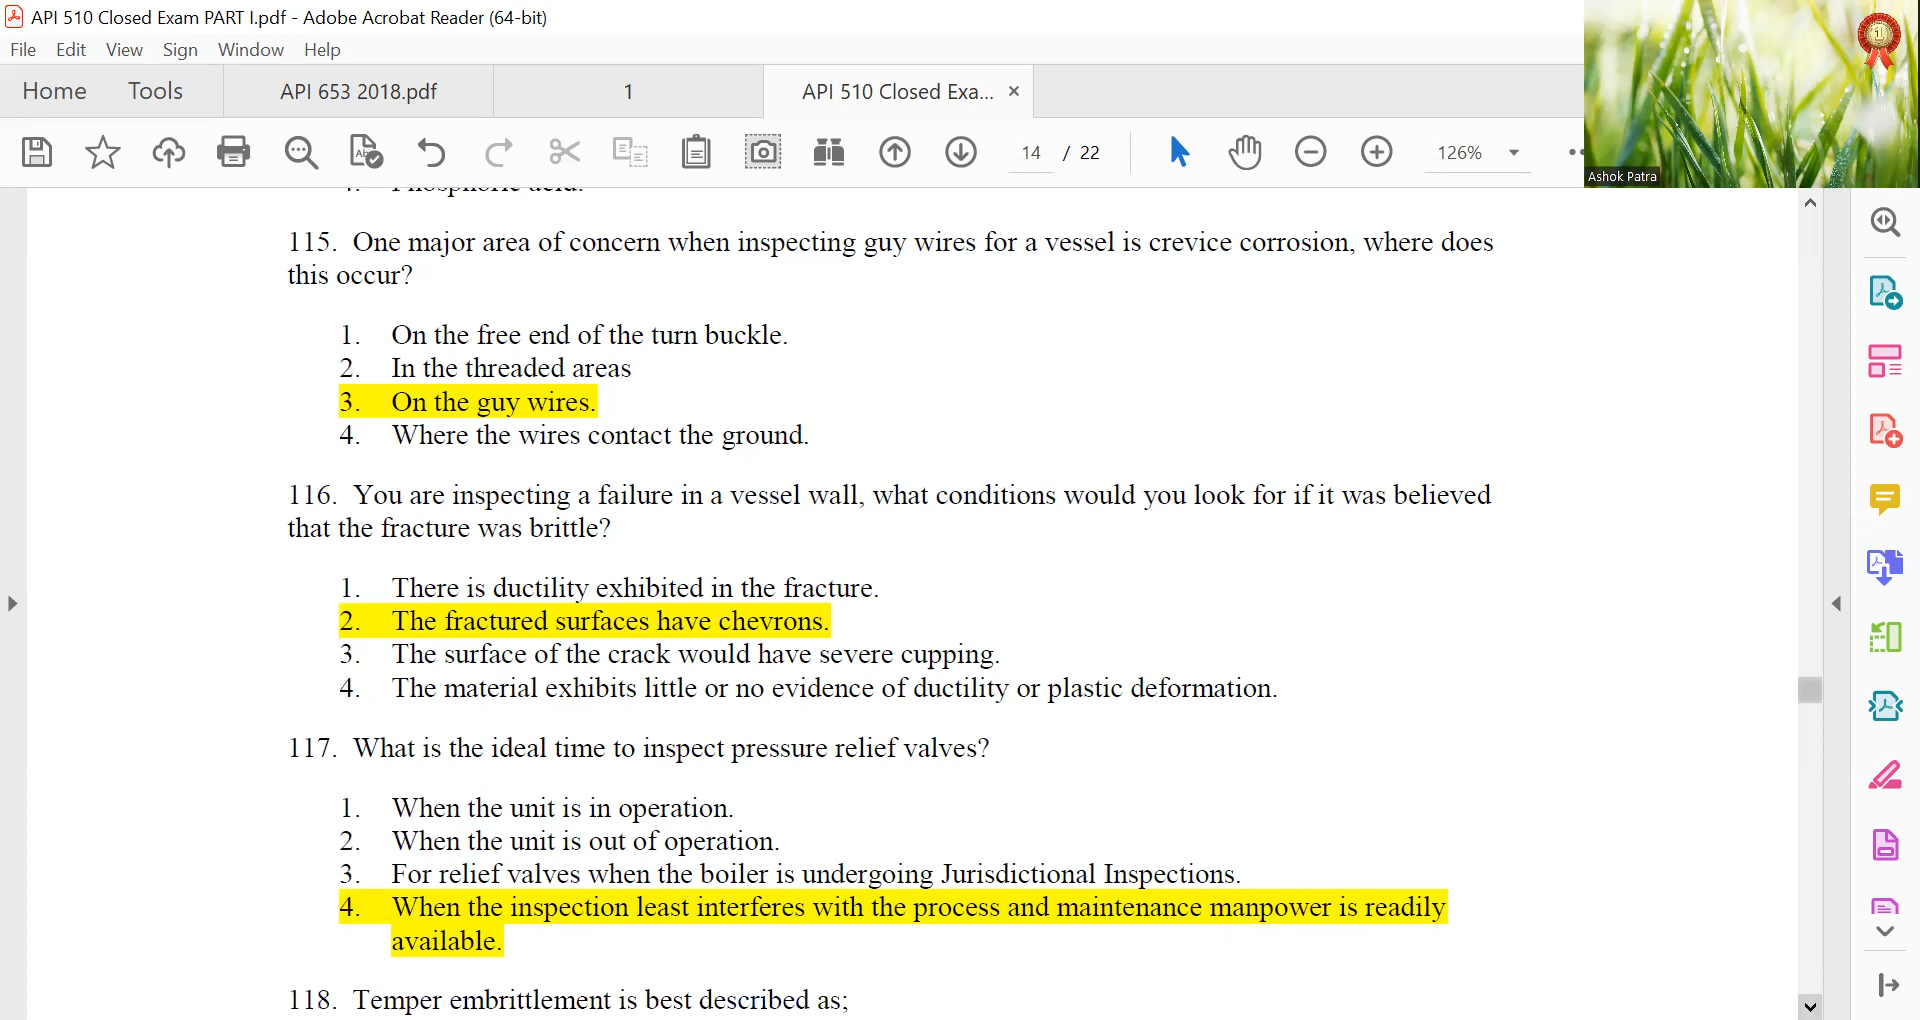 API 510 Closed Exam PART I.pdf - Adobe Acrobat Reader (64-bit)
File Edit View Sign Window Help
Home Tools API 653 2018.pdf 1 API 510 Closed Exa... ×
14 / 22 126%
Ashok Patra
4. Phosphoric acid.
115. One major area of concern when inspecting guy wires for a vessel is crevice corrosion, where does
this occur?
1. On the free end of the turn buckle.
2. In the threaded areas
3. On the guy wires.
4. Where the wires contact the ground.
116. You are inspecting a failure in a vessel wall, what conditions would you look for if it was believed
that the fracture was brittle?
1. There is ductility exhibited in the fracture.
2. The fractured surfaces have chevrons.
3. The surface of the crack would have severe cupping.
4. The material exhibits little or no evidence of ductility or plastic deformation.
117. What is the ideal time to inspect pressure relief valves?
1. When the unit is in operation.
2. When the unit is out of operation.
3. For relief valves when the boiler is undergoing Jurisdictional Inspections.
4. When the inspection least interferes with the process and maintenance manpower is readily
available.
118. Temper embrittlement is best described as;